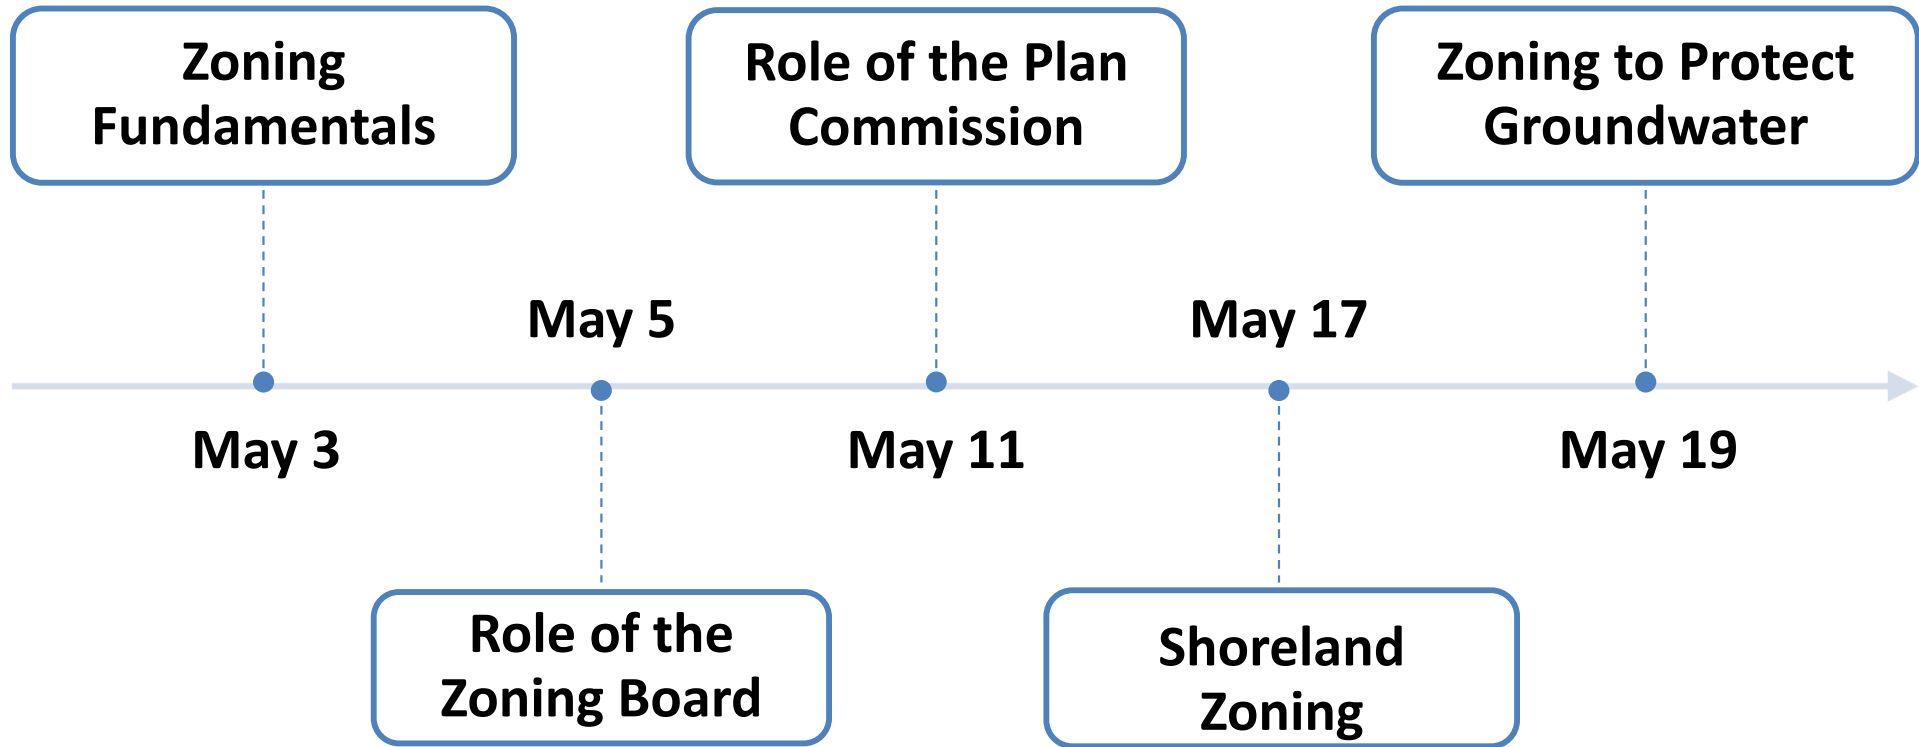 Zoning
Fundamentals
Role of the Plan
Commission
Zoning to Protect
Groundwater
May 5
May 17
May 3
May 11
May 19
Role of the
Zoning Board
Shoreland
Zoning